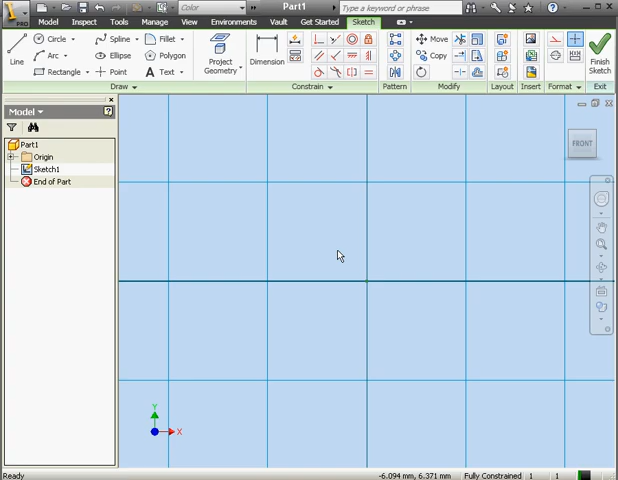 Color
Part1
Type a keyword or phrase
PRO
Model
Inspect
Tools
Manage
View
Environments
Vault
Get Started
Sketch
Line
Circle
Arc
Rectangle
Spline
Ellipse
Point
Fillet
Polygon
Text
Project
Geometry
Dimension
Move
Copy
Pattern
Layout
Insert
Format
Finish
Sketch
Draw
Constrain
Modify
Exit
Model
Part1
Origin
Sketch1
End of Part
FRONT
Y
X
Ready
-6.094 mm, 6.371 mm
Fully Constrained
1
1